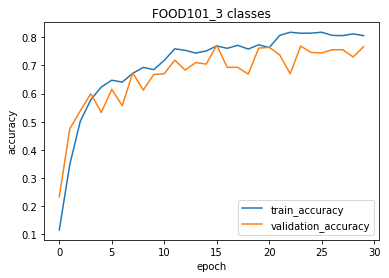 FOOD101_3 classes
accuracy
0.8
0.7
0.6
0.5
0.4
0.3
0.2
0.1
0 5 10 15 20 25 30
epoch
train_accuracy
validation_accuracy